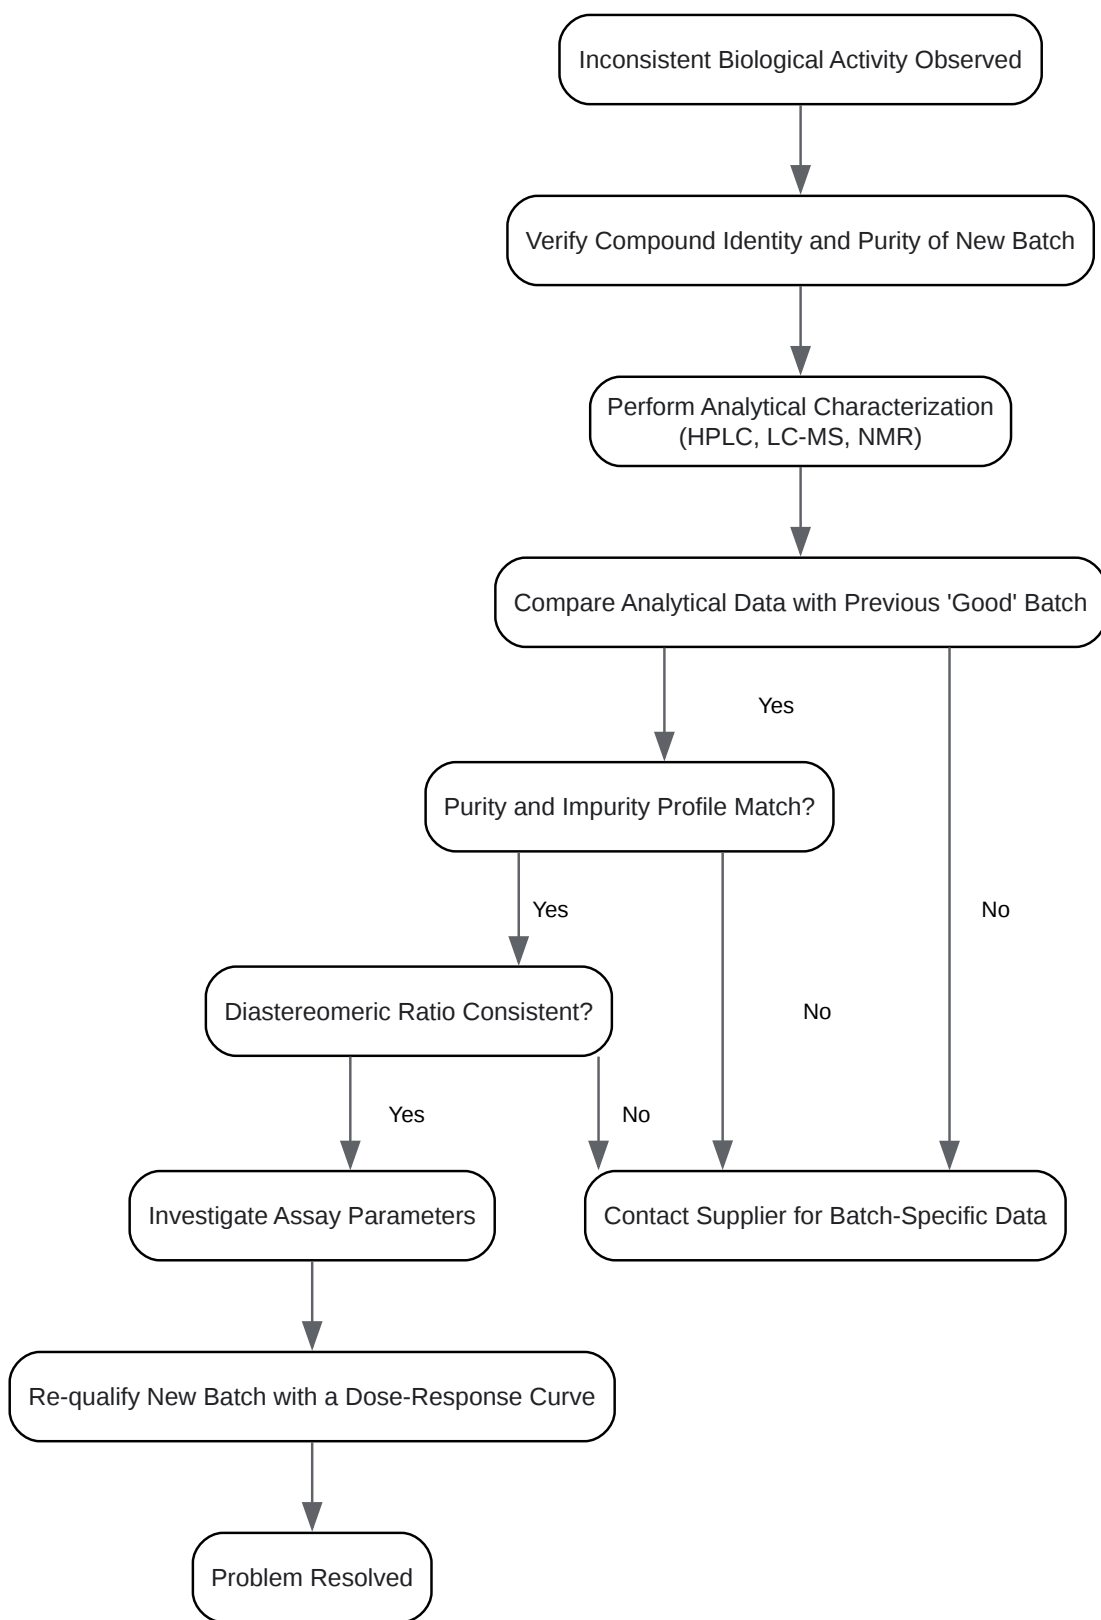 Inconsistent Biological Activity Observed
Verify Compound Identity and Purity of New Batch
Perform Analytical Characterization
(HPLC, LC-MS, NMR)
Compare Analytical Data with Previous 'Good' Batch
Yes
Purity and Impurity Profile Match?
Yes
No
Diastereomeric Ratio Consistent?
No
Yes
No
Investigate Assay Parameters
Contact Supplier for Batch-Specific Data
Re-qualify New Batch with a Dose-Response Curve
Problem Resolved